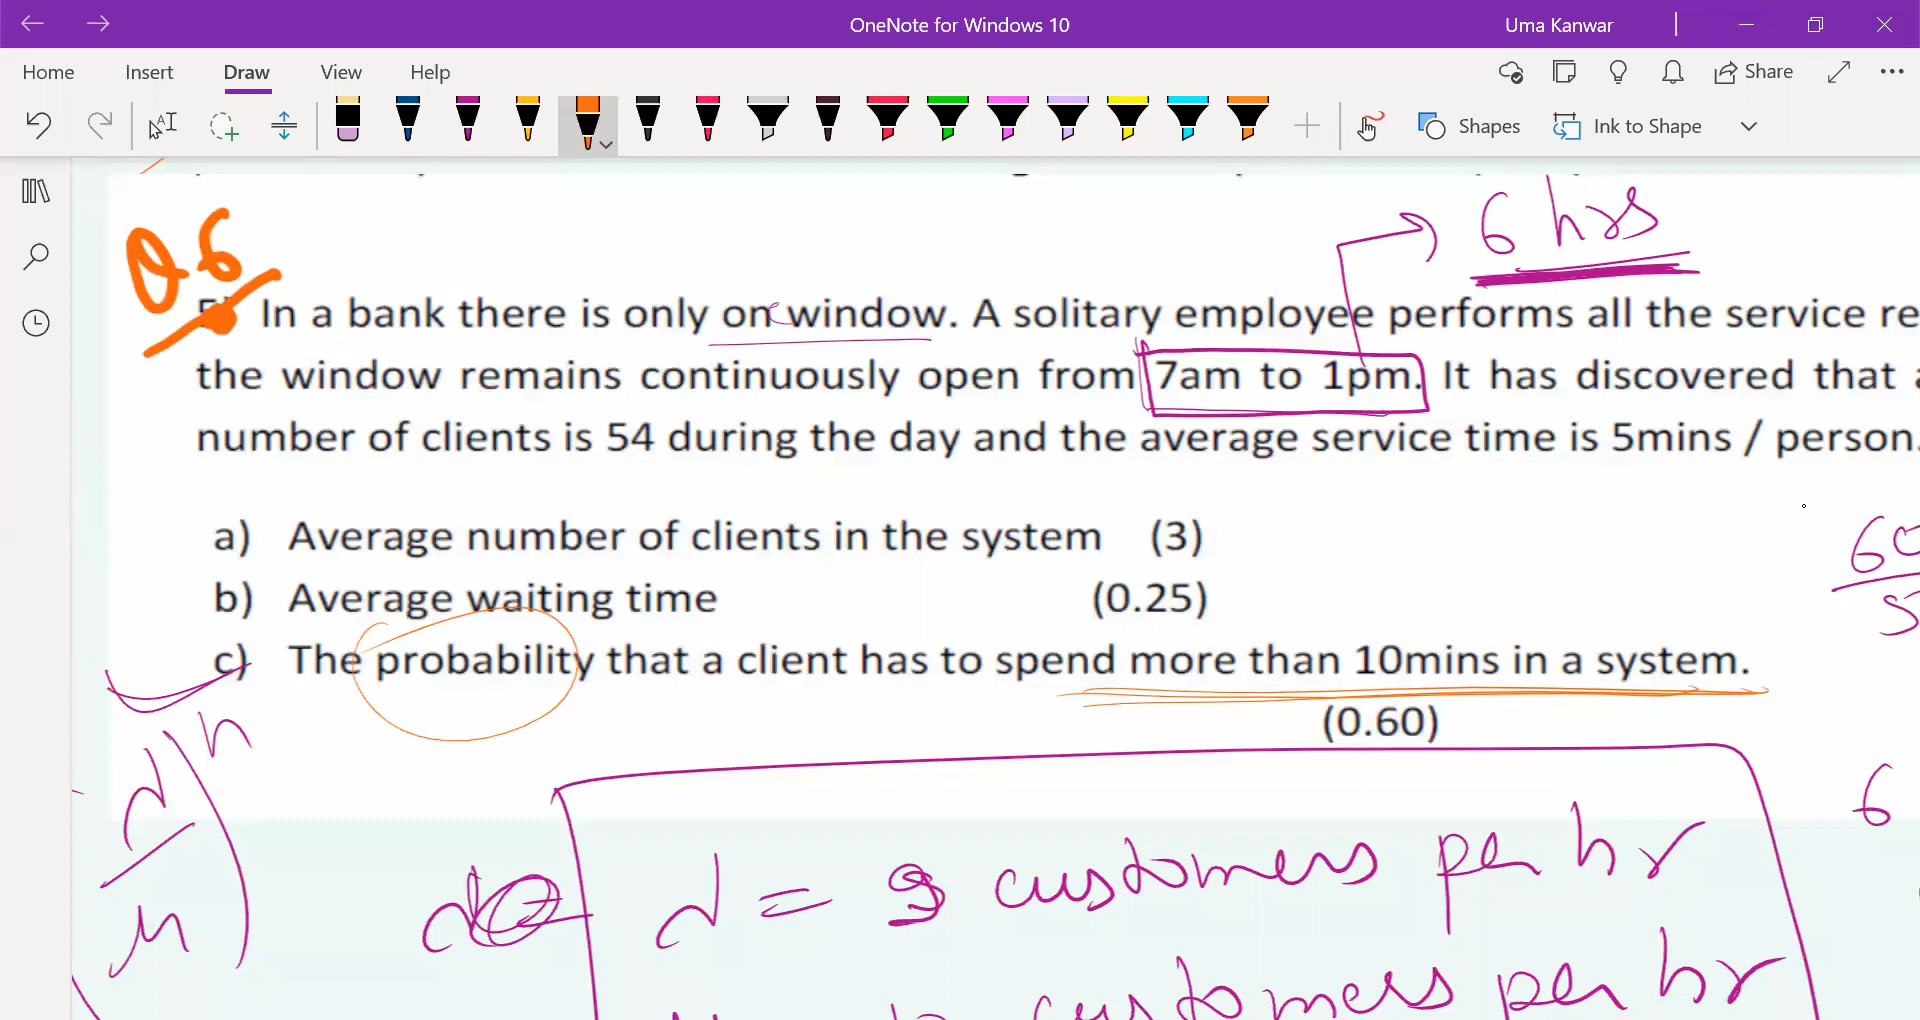 OneNote for Windows 10
Uma Kanwar
Home Insert Draw View Help
Share
Shapes Ink to Shape
Q6
6 hrs
In a bank there is only on window. A solitary employee performs all the service re
the window remains continuously open from 7am to 1pm. It has discovered that a
number of clients is 54 during the day and the average service time is 5mins / person.
60
5
a) Average number of clients in the system (3)
b) Average waiting time (0.25)
c) The probability that a client has to spend more than 10mins in a system.
(0.60)
n
6
λ = 9 customers per hr
customers per hr